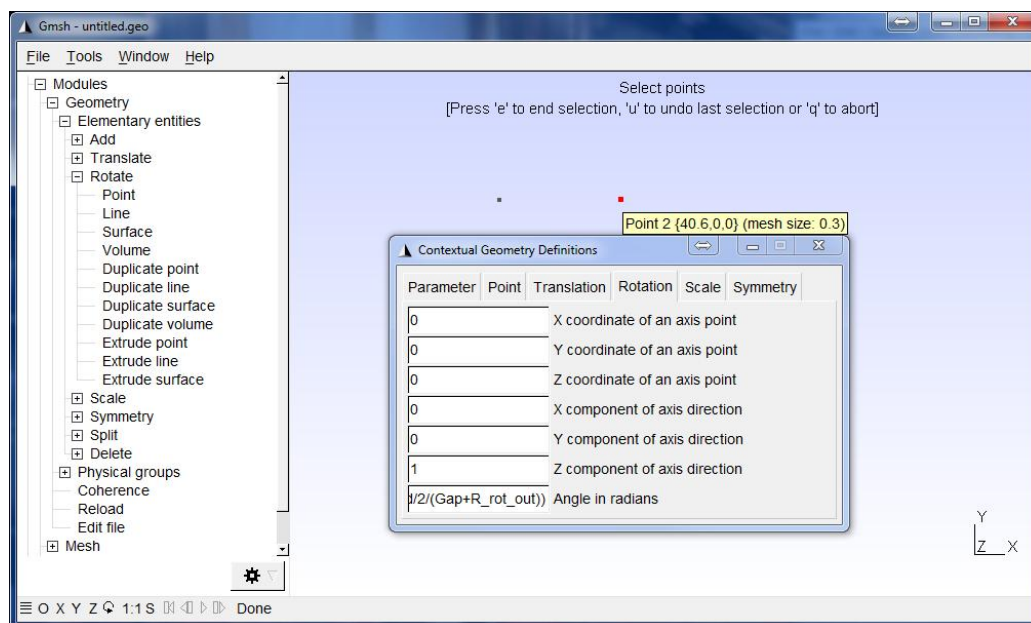 Gmsh - untitled.geo
File Tools Window Help
Modules
Geometry
Elementary entities
Add
Translate
Rotate
Point
Line
Surface
Volume
Duplicate point
Duplicate line
Duplicate surface
Duplicate volume
Extrude point
Extrude line
Extrude surface
Scale
Symmetry
Split
Delete
Physical groups
Coherence
Reload
Edit file
Mesh
Select points
[Press 'e' to end selection, 'u' to undo last selection or 'q' to abort]
Point 2 {40.6,0,0} (mesh size: 0.3)
Contextual Geometry Definitions
Parameter Point Translation Rotation Scale Symmetry
0 X coordinate of an axis point
0 Y coordinate of an axis point
0 Z coordinate of an axis point
0 X component of axis direction
0 Y component of axis direction
1 Z component of axis direction
/2/(Gap+R_rot_out)) Angle in radians
Y
Z X
O X Y Z 1:1 S Done